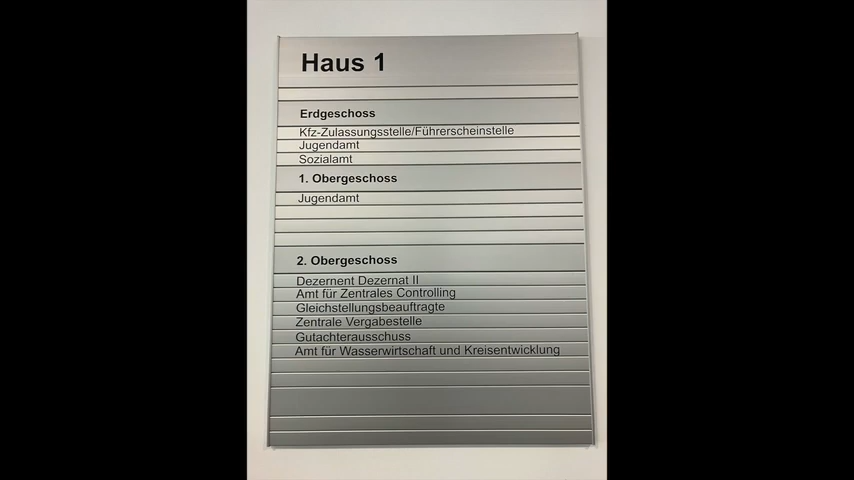 Haus 1
Erdgeschoss
Kfz-Zulassungsstelle/Führerscheinstelle
Jugendamt
Sozialamt
1. Obergeschoss
Jugendamt
2. Obergeschoss
Dezernent Dezernat II
Amt für Zentrales Controlling
Gleichstellungsbeauftragte
Zentrale Vergabestelle
Gutachterausschuss
Amt für Wasserwirtschaft und Kreisentwicklung